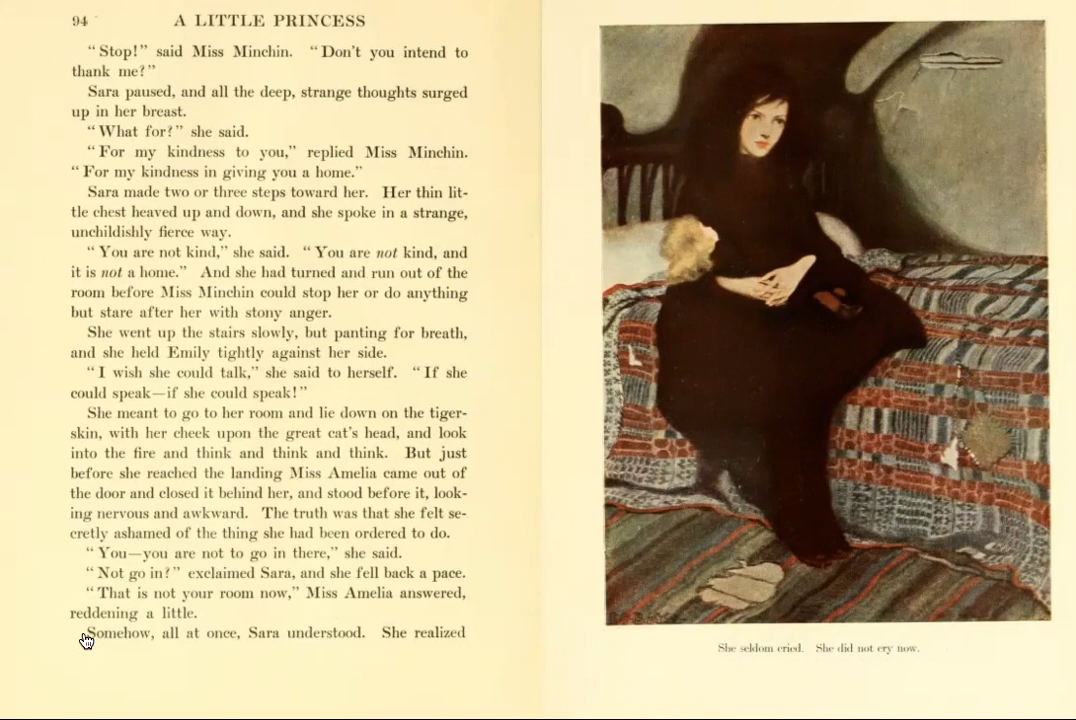 94 A LITTLE PRINCESS
“Stop!” said Miss Minchin. “Don't you intend to
thank me?”
Sara paused, and all the deep, strange thoughts surged
up in her breast.
“What for?” she said.
“For my kindness to you,” replied Miss Minchin.
“For my kindness in giving you a home.”
Sara made two or three steps toward her. Her thin lit-
tle chest heaved up and down, and she spoke in a strange,
unchildishly fierce way.
“You are not kind,” she said. “You are not kind, and
it is not a home.” And she had turned and run out of the
room before Miss Minchin could stop her or do anything
but stare after her with stony anger.
She went up the stairs slowly, but panting for breath,
and she held Emily tightly against her side.
“I wish she could talk,” she said to herself. “If she
could speak—if she could speak!”
She meant to go to her room and lie down on the tiger-
skin, with her cheek upon the great cat's head, and look
into the fire and think and think and think. But just
before she reached the landing Miss Amelia came out of
the door and closed it behind her, and stood before it, look-
ing nervous and awkward. The truth was that she felt se-
cretly ashamed of the thing she had been ordered to do.
“You—you are not to go in there,” she said.
“Not go in?” exclaimed Sara, and she fell back a pace.
“That is not your room now,” Miss Amelia answered,
reddening a little.
Somehow, all at once, Sara understood. She realized
She seldom cried. She did not cry now.